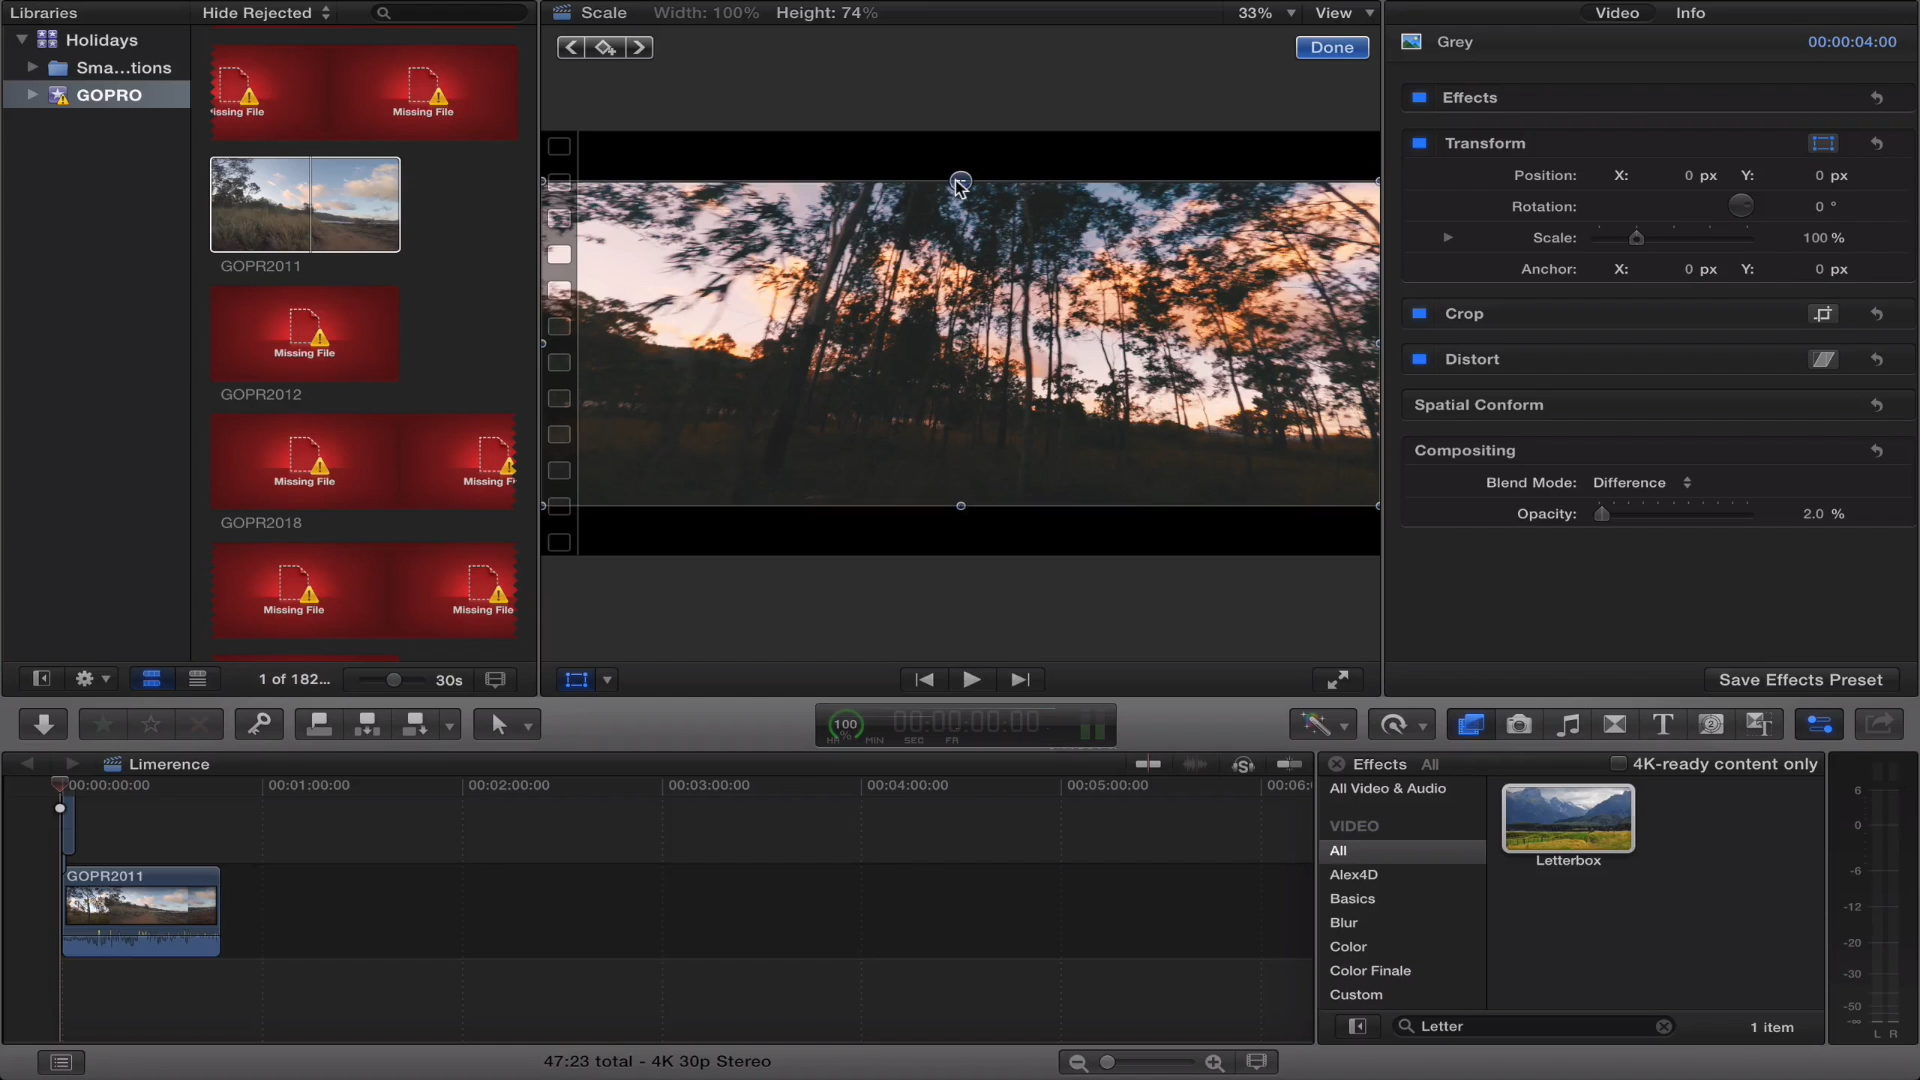 Libraries
Hide Rejected
Holidays
Sma...tions
GOPRO
issing File
Missing File
GOPR2011
Missing File
GOPR2012
Missing File
Missing F
GOPR2018
Missing File
Missing File
1 of 182...
30s
Scale
Width: 100%
Height: 74%
33%
View
Done
Video
Info
Grey
00:00:04:00
Effects
Transform
Position: X: 0 px Y: 0 px
Rotation: 0 °
Scale: 100 %
Anchor: X: 0 px Y: 0 px
Crop
Distort
Spatial Conform
Compositing
Blend Mode: Difference
Opacity: 2.0 %
Save Effects Preset
100
%
00:00:00:00
HR MIN SEC FR
Limerence
00:00:00:00
00:01:00:00
00:02:00:00
00:03:00:00
00:04:00:00
00:05:00:00
00:06:
GOPR2011
Effects All
4K-ready content only
All Video & Audio
VIDEO
All
Alex4D
Basics
Blur
Color
Color Finale
Custom
Letterbox
Letter
1 item
6
0
-6
-12
-20
-30
-50
-∞
L R
47:23 total - 4K 30p Stereo